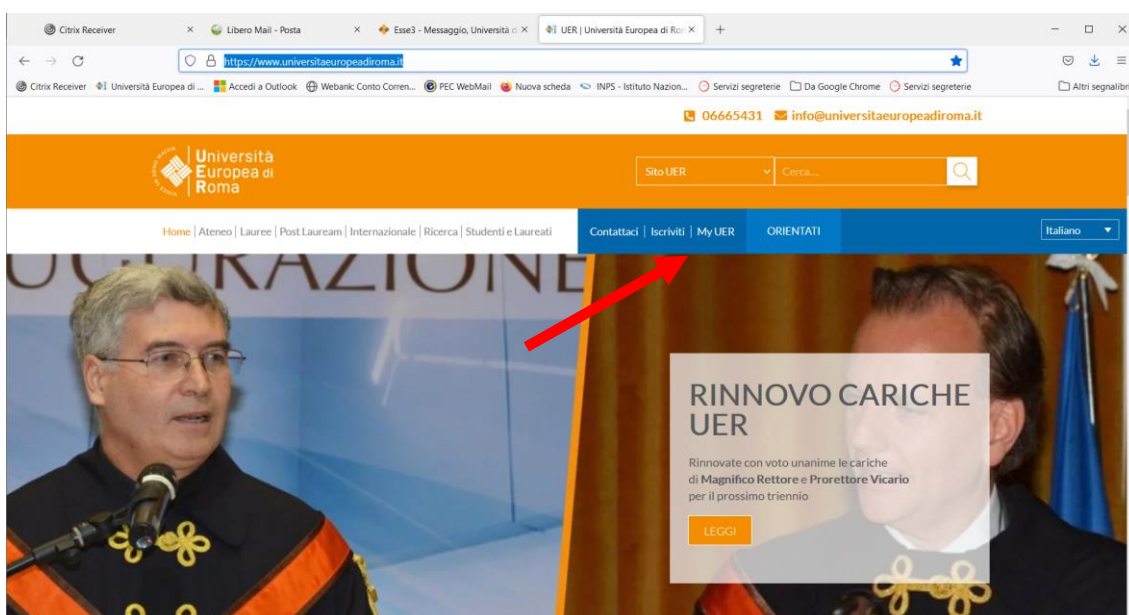 Citrix Receiver
Libero Mail - Posta
Esse3 - Messaggio, Università d
UER | Università Europea di Ro
https://www.universitaeuropeadiroma.it
Citrix Receiver
Università Europea di ...
Accedi a Outlook
Webank: Conto Corren...
PEC WebMail
Nuova scheda
INPS - Istituto Nazion...
Servizi segreterie
Da Google Chrome
Servizi segreterie
Altri segnalibri
06665431 info@universitaeuropeadiroma.it
Università
Europea di
Roma
Sito UER
Cerca...
Home | Ateneo | Lauree | Post Lauream | Internazionale | Ricerca | Studenti e Laureati
Contattaci | Iscriviti | My UER
ORIENTATI
Italiano
UGURAZIONE
RINNOVO CARICHE
UER
Rinnovate con voto unanime le cariche
di Magnifico Rettore e Prorettore Vicario
per il prossimo triennio
LEGGI